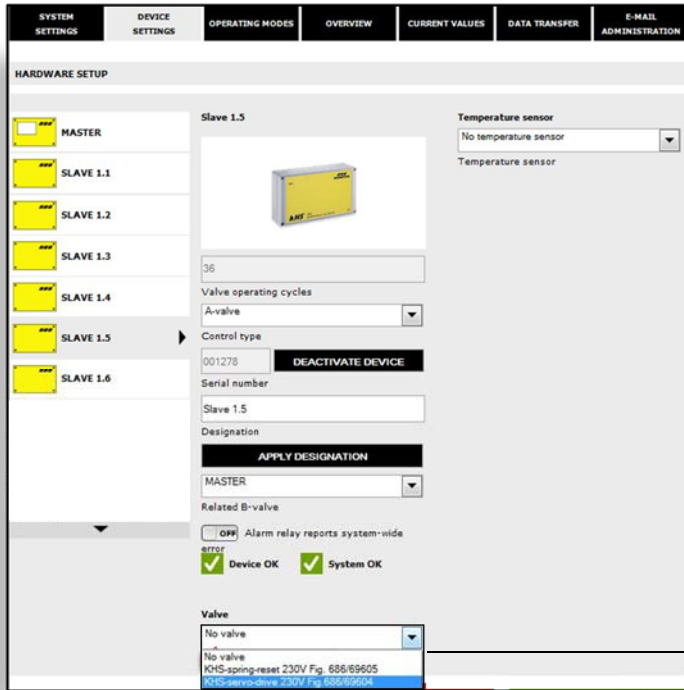 SYSTEM SETTINGS
DEVICE SETTINGS
OPERATING MODES
OVERVIEW
CURRENT VALUES
DATA TRANSFER
E-MAIL ADMINISTRATION
HARDWARE SETUP
MASTER
SLAVE 1.1
SLAVE 1.2
SLAVE 1.3
SLAVE 1.4
SLAVE 1.5
SLAVE 1.6
Slave 1.5
KHS
36
Valve operating cycles
A-valve
Control type
001278
DEACTIVATE DEVICE
Serial number
Slave 1.5
Designation
APPLY DESIGNATION
MASTER
Related B-valve
OFF Alarm relay reports system-wide
error
Device OK
System OK
Valve
No valve
No valve
KHS-spring-reset 230V Fig. 686/69605
KHS-servo-drive 230V Fig.686/69604
Temperature sensor
No temperature sensor
Temperature sensor